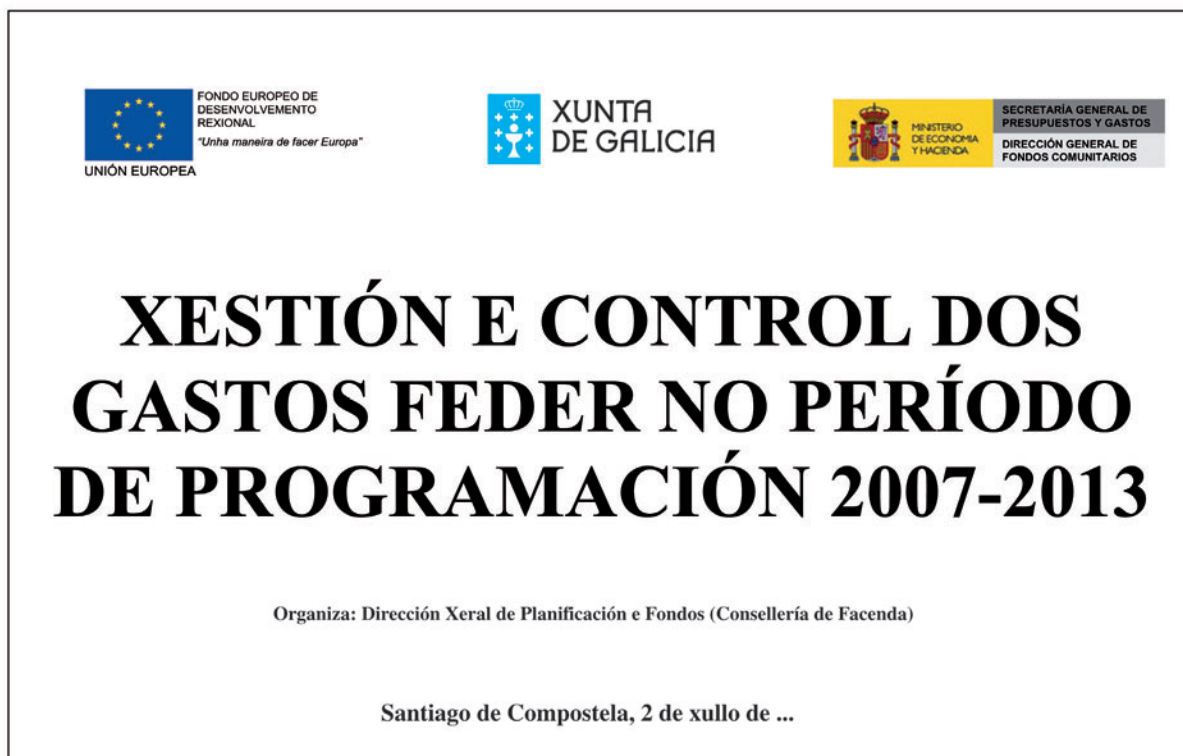 FONDO EUROPEO DE
DESENVOLVEMENTO
REXIONAL
"Unha maneira de facer Europa"
UNIÓN EUROPEA
XUNTA
DE GALICIA
MINISTERIO
DE ECONOMIA
Y HACIENDA
SECRETARÍA GENERAL DE
PRESUPUESTOS Y GASTOS
DIRECCIÓN GENERAL DE
FONDOS COMUNITARIOS
XESTIÓN E CONTROL DOS
GASTOS FEDER NO PERÍODO
DE PROGRAMACIÓN 2007-2013
Organiza: Dirección Xeral de Planificación e Fondos (Consellería de Facenda)
Santiago de Compostela, 2 de xullo de ...